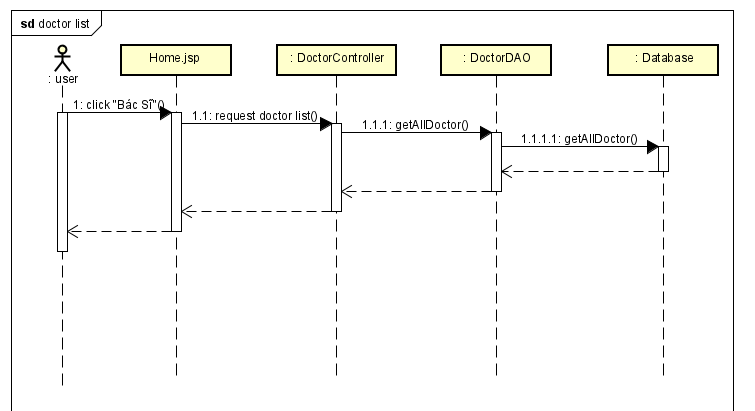 sd doctor list
Home.jsp
: DoctorController
: DoctorDAO
: Database
: user
1: click "Bác Sĩ"()
1.1: request doctor list()
1.1.1: getAllDoctor()
1.1.1.1: getAllDoctor()